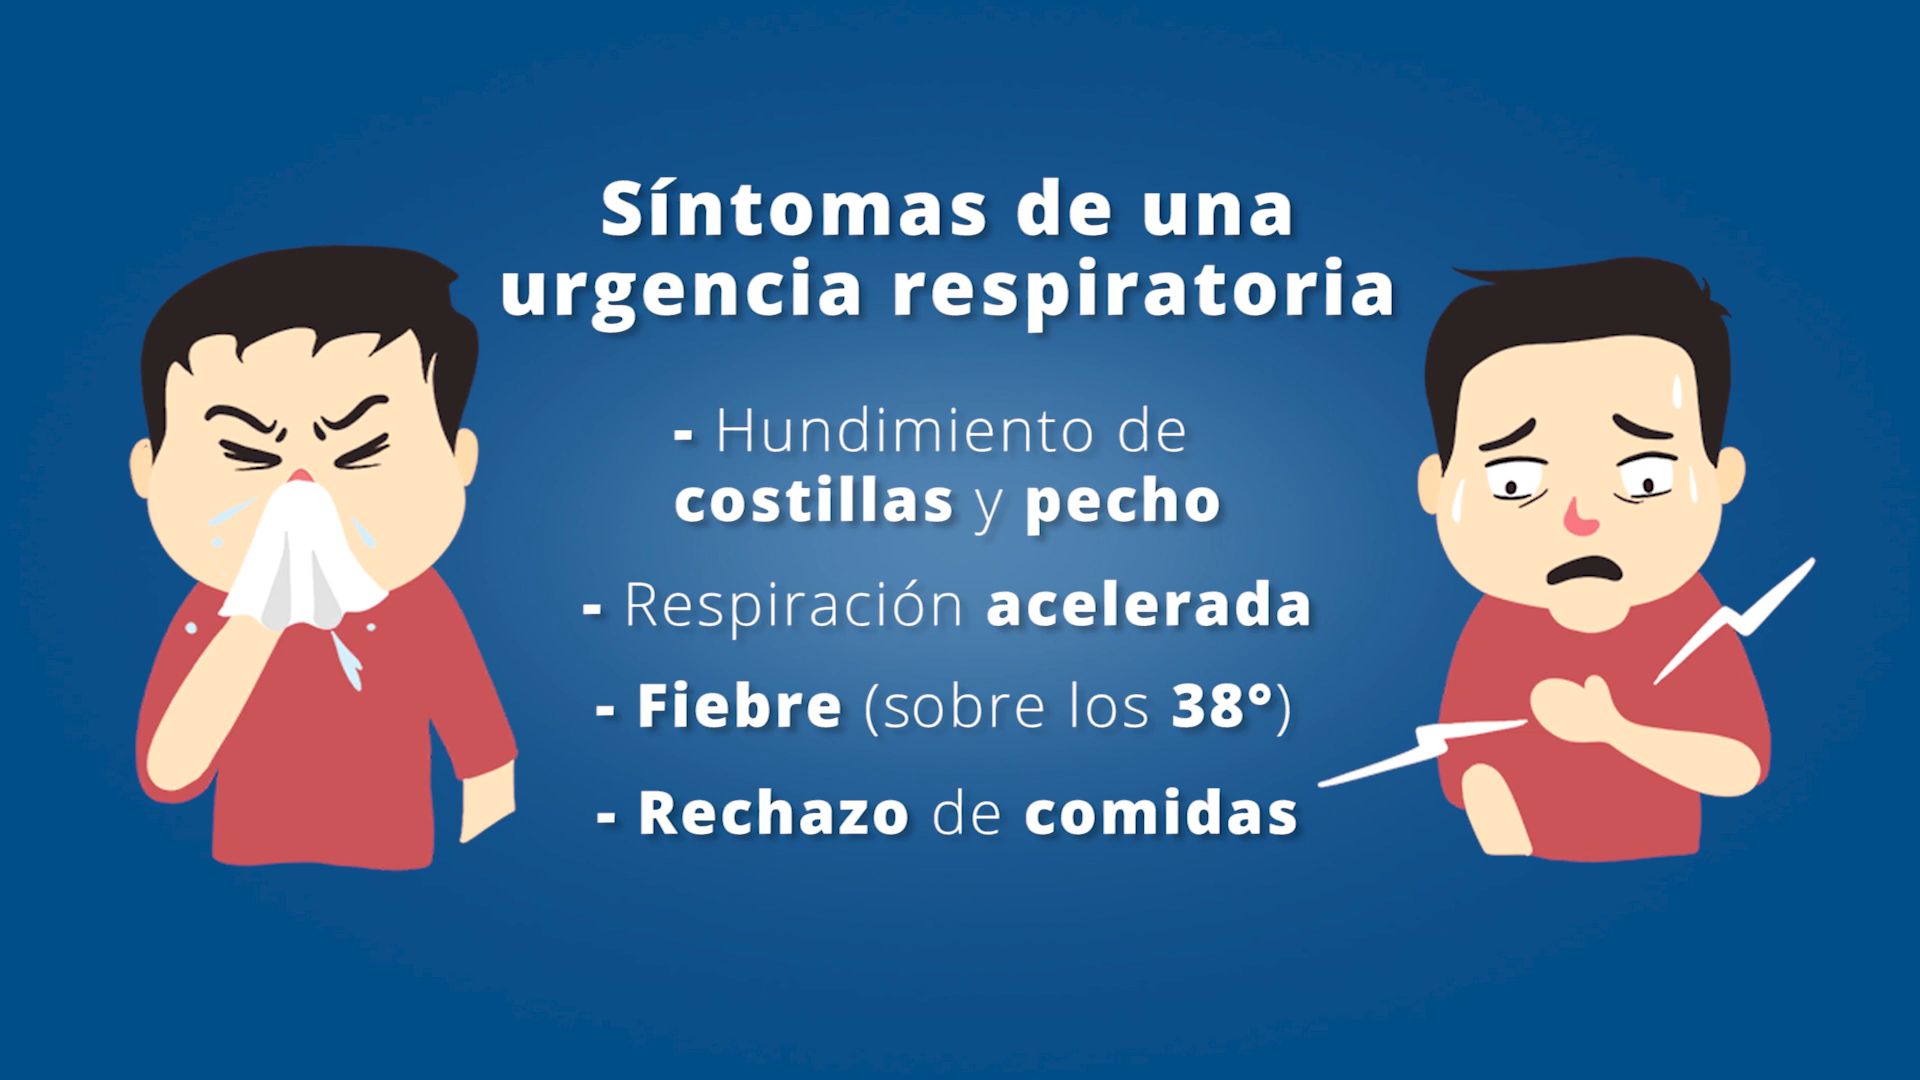 Síntomas de una
urgencia respiratoria
- Hundimiento de
costillas y pecho
- Respiración acelerada
- Fiebre (sobre los 38°)
- Rechazo de comidas